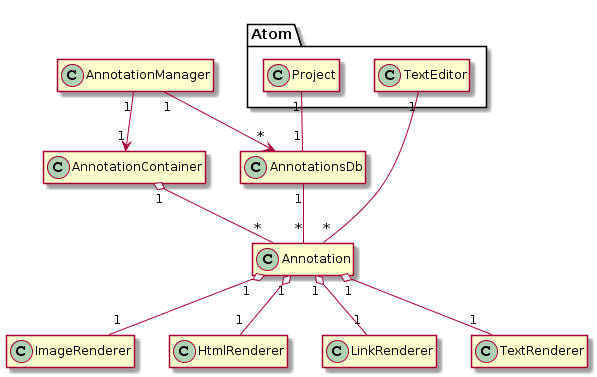 Atom
C AnnotationManager
C Project
C TextEditor
1 1 1 1
1 * 1
C AnnotationContainer
C AnnotationsDb
1 1
* * *
C Annotation
1 1 1 1
1 1 1 1
C ImageRenderer
C HtmlRenderer
C LinkRenderer
C TextRenderer